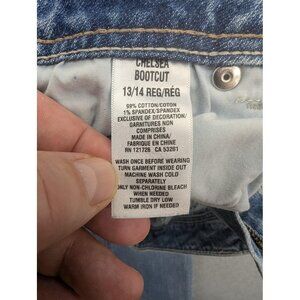 CHELSEA
BOOTCUT
13/14 REG/RÉG
99% COTTON/COTON
1% SPANDEX/SPANDEX
EXCLUSIVE OF DECORATION/
GARNITURES NON
COMPRISES
MADE IN CHINA/
FABRIQUE EN CHINE
RN 121726 CA 53261
WASH ONCE BEFORE WEARING
TURN GARMENT INSIDE OUT
MACHINE WASH COLD
SEPARATELY
ONLY NON-CHLORINE BLEACH
WHEN NEEDED
TUMBLE DRY LOW
WARM IRON IF NEEDED